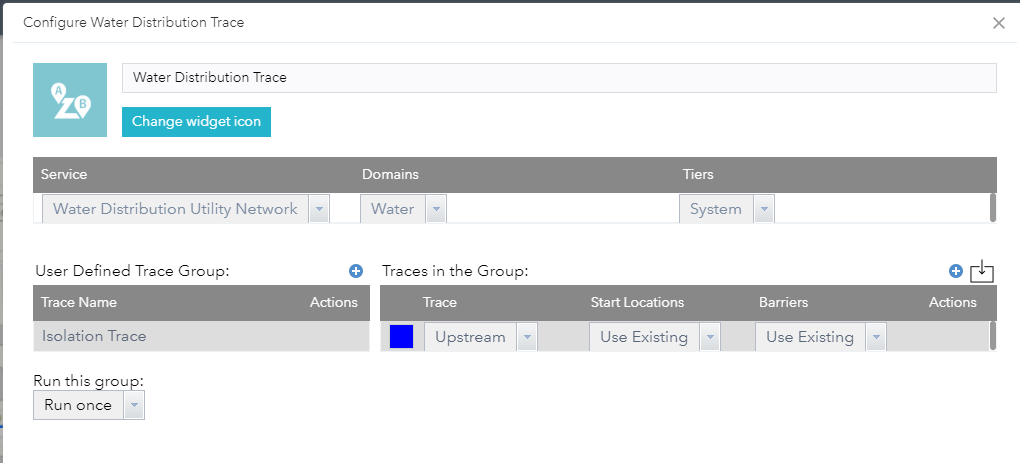 Configure Water Distribution Trace
A
B
Water Distribution Trace
Change widget icon
Service Domains Tiers
Water Distribution Utility Network Water System
User Defined Trace Group: Traces in the Group:
Trace Name Actions Trace Start Locations Barriers Actions
Isolation Trace Upstream Use Existing Use Existing
Run this group:
Run once